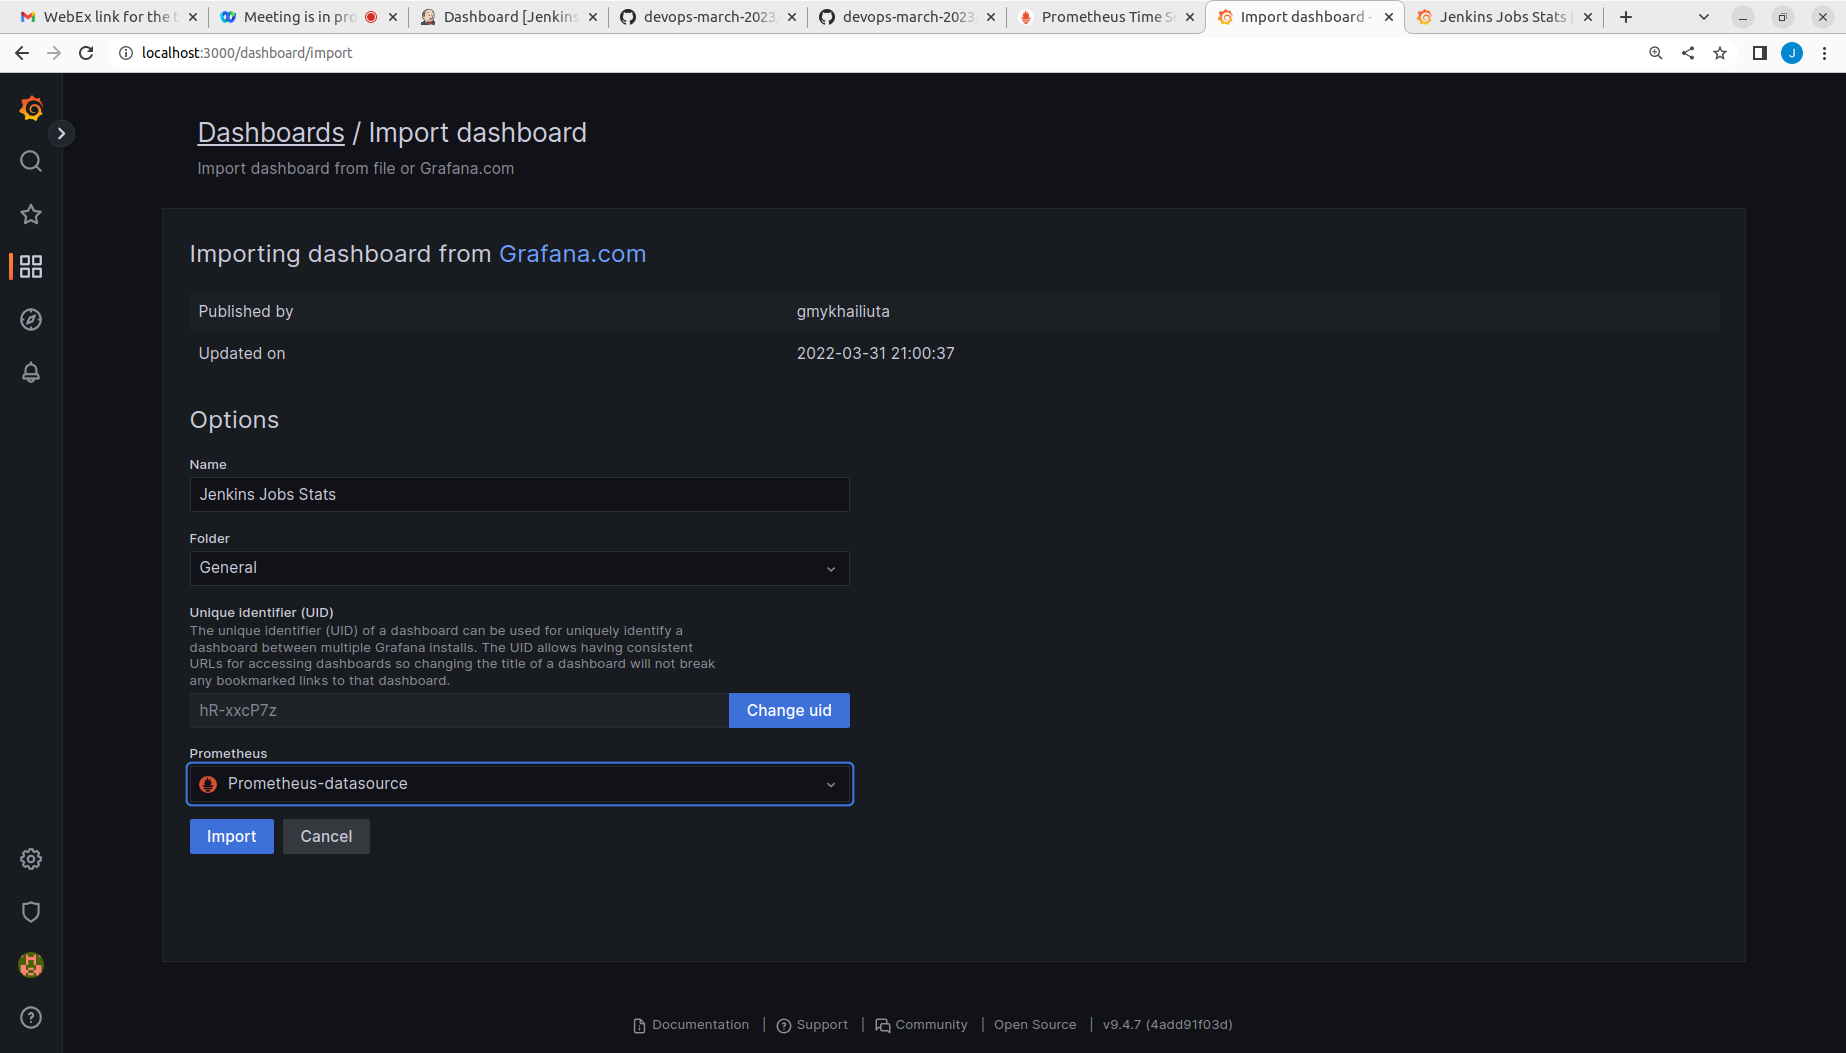 WebEx link for the t
Meeting is in pro
Dashboard [Jenkins
devops-march-2023
devops-march-2023
Prometheus Time S
Import dashboard -
Jenkins Jobs Stats
localhost:3000/dashboard/import
J
Dashboards / Import dashboard
Import dashboard from file or Grafana.com
Importing dashboard from Grafana.com
Published by gmykhailiuta
Updated on 2022-03-31 21:00:37
Options
Name
Jenkins Jobs Stats
Folder
General
Unique identifier (UID)
The unique identifier (UID) of a dashboard can be used for uniquely identify a
dashboard between multiple Grafana installs. The UID allows having consistent
URLs for accessing dashboards so changing the title of a dashboard will not break
any bookmarked links to that dashboard.
hR-xxcP7z Change uid
Prometheus
Prometheus-datasource
Import Cancel
Documentation | Support | Community | Open Source | v9.4.7 (4add91f03d)